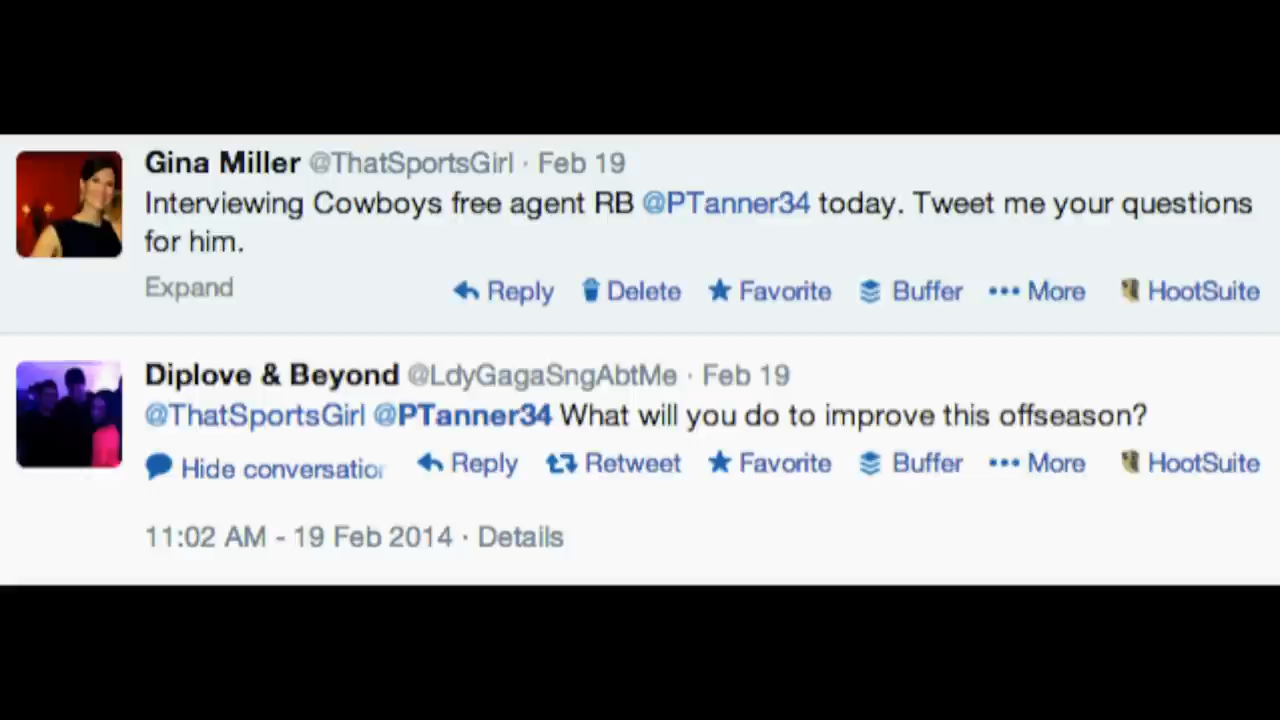 Gina Miller @ThatSportsGirl · Feb 19
Interviewing Cowboys free agent RB @PTanner34 today. Tweet me your questions
for him.
Expand Reply Delete Favorite Buffer More HootSuite
Diplove & Beyond @LdyGagaSngAbtMe · Feb 19
@ThatSportsGirl @PTanner34 What will you do to improve this offseason?
Hide conversation Reply Retweet Favorite Buffer More HootSuite
11:02 AM - 19 Feb 2014 · Details